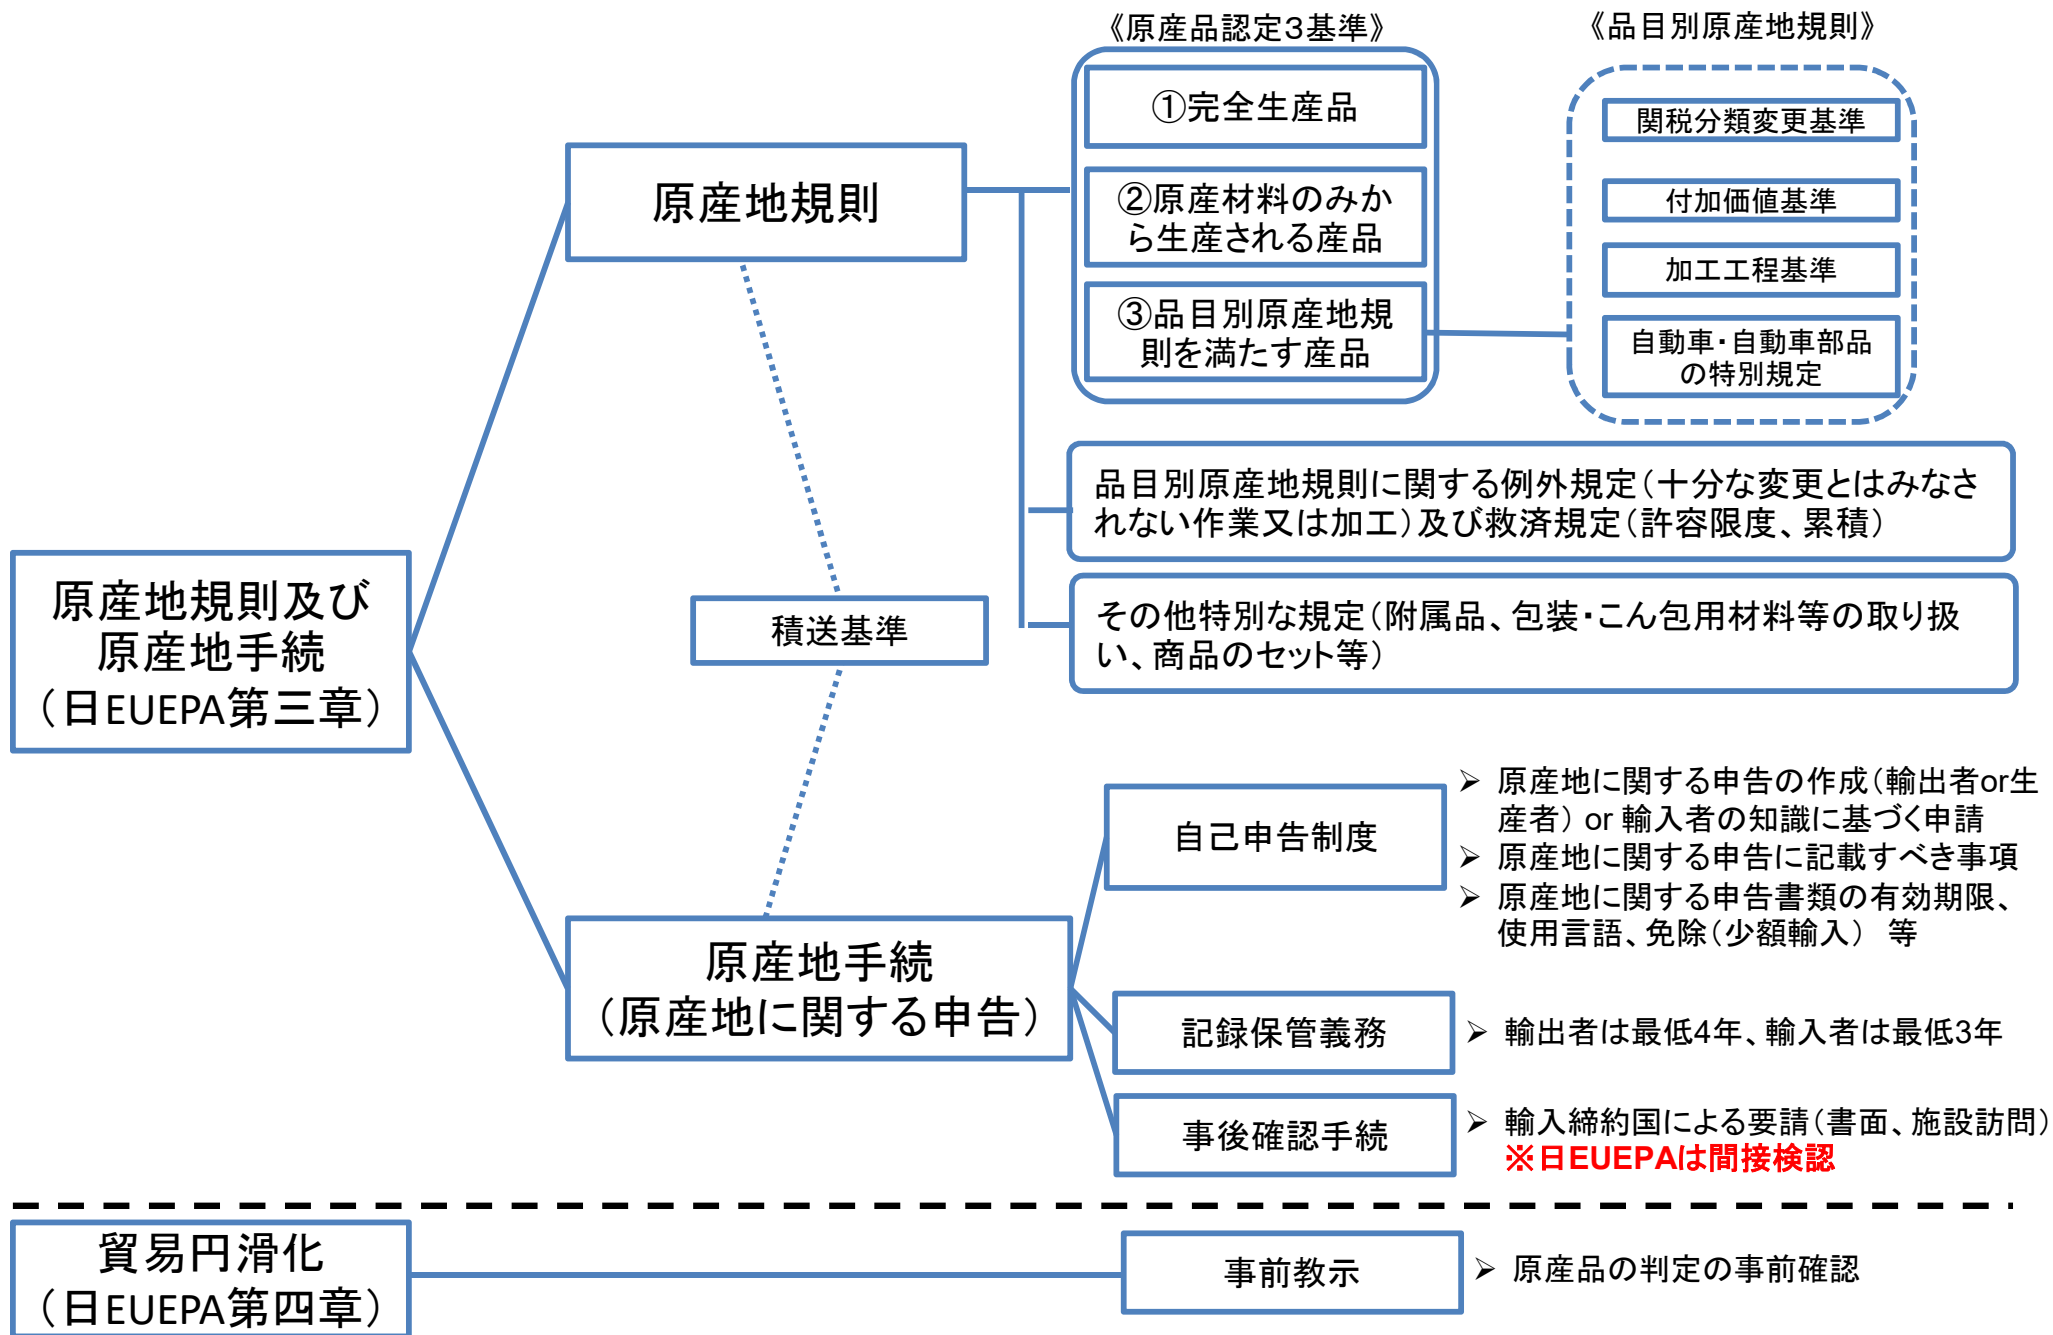 《原産品認定3基準》
《品目別原産地規則》
①完全生産品
②原産材料のみか
ら生産される産品
③品目別原産地規
則を満たす産品
関税分類変更基準
付加価値基準
加工工程基準
自動車・自動車部品
の特別規定
原産地規則
品目別原産地規則に関する例外規定（十分な変更とはみなさ
れない作業又は加工）及び救済規定（許容限度、累積）
その他特別な規定（附属品、包装・こん包用材料等の取り扱
い、商品のセット等）
原産地規則及び
原産地手続
（日EUEPA第三章）
積送基準
原産地手続
（原産地に関する申告）
自己申告制度
➢ 原産地に関する申告の作成（輸出者or生
産者） or 輸入者の知識に基づく申請
➢ 原産地に関する申告に記載すべき事項
➢ 原産地に関する申告書類の有効期限、
使用言語、免除（少額輸入） 等
記録保管義務
➢ 輸出者は最低4年、輸入者は最低3年
事後確認手続
➢ 輸入締約国による要請（書面、施設訪問）
※日EUEPAは間接検認
貿易円滑化
（日EUEPA第四章）
事前教示
➢ 原産品の判定の事前確認